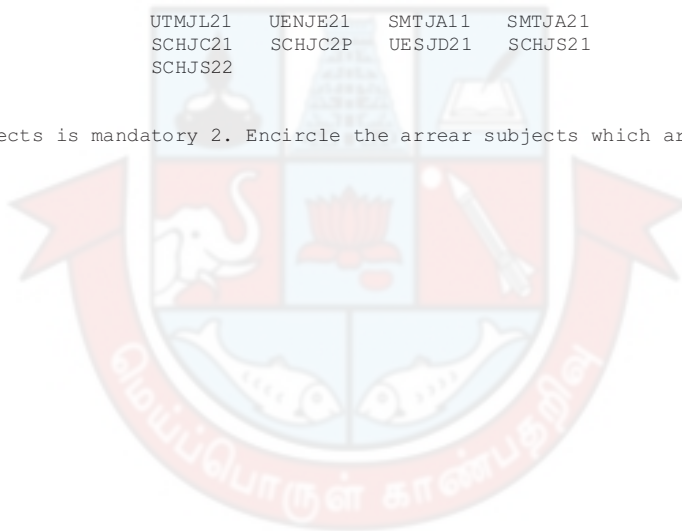 UTMJL21 UENJE21 SMTJA11 SMTJA21
SCHJC21 SCHJC2P UESJD21 SCHJS21
SCHJS22
ects is mandatory 2. Encircle the arrear subjects which ar
மெய்ப்பொருள் காண்பதறிவு